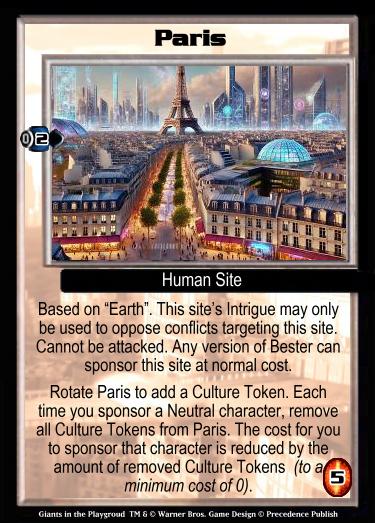 Paris
0 2
Human Site
Based on “Earth”. This site's Intrigue may only
be used to oppose conflicts targeting this site.
Cannot be attacked. Any version of Bester can
sponsor this site at normal cost.
Rotate Paris to add a Culture Token. Each
time you sponsor a Neutral character, remove
all Culture Tokens from Paris. The cost for you
to sponsor that character is reduced by the
amount of removed Culture Tokens (to a
minimum cost of 0).
5
Giants in the Playgroud TM & © Warner Bros. Game Design © Precedence Publish